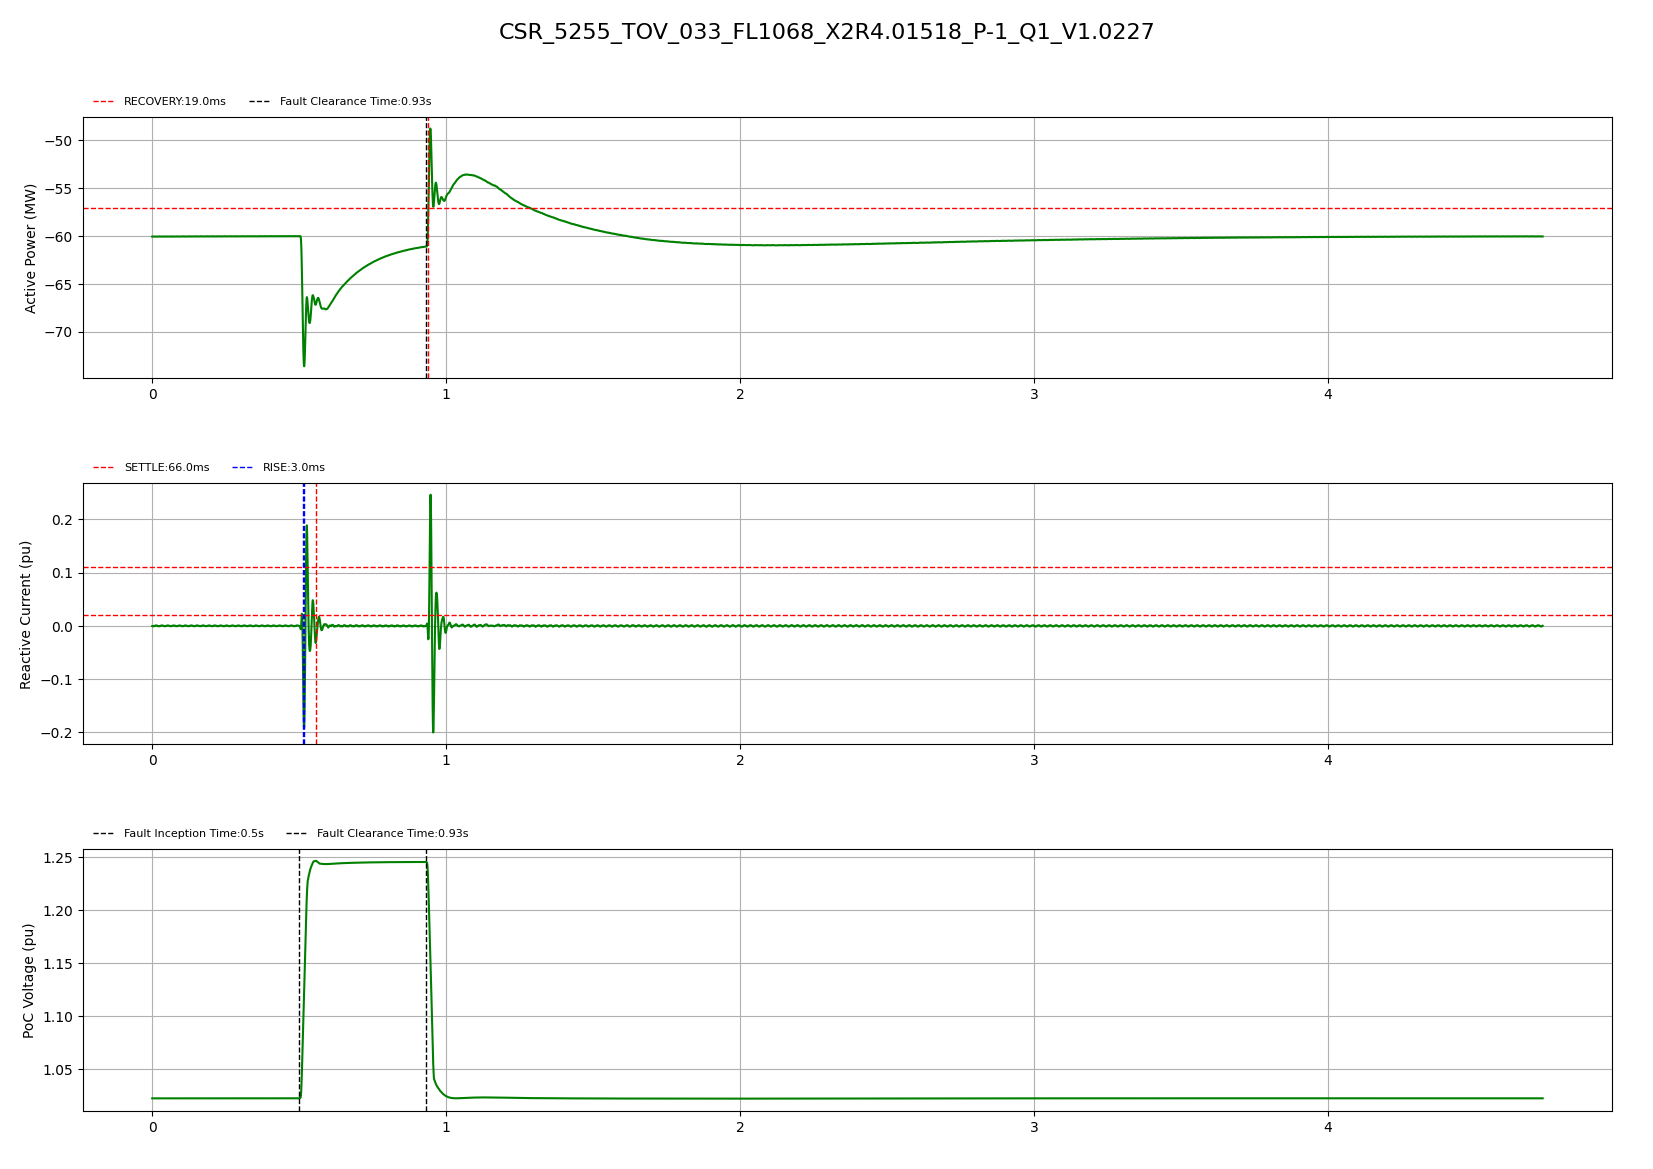 CSR_5255_TOV_033_FL1068_X2R4.01518_P-1_Q1_V1.0227
RECOVERY:19.0ms Fault Clearance Time:0.93s
Active Power (MW)
−50
−55
−60
−65
−70
0 1 2 3 4
SETTLE:66.0ms RISE:3.0ms
Reactive Current (pu)
0.2
0.1
0.0
−0.1
−0.2
0 1 2 3 4
Fault Inception Time:0.5s Fault Clearance Time:0.93s
PoC Voltage (pu)
1.25
1.20
1.15
1.10
1.05
0 1 2 3 4